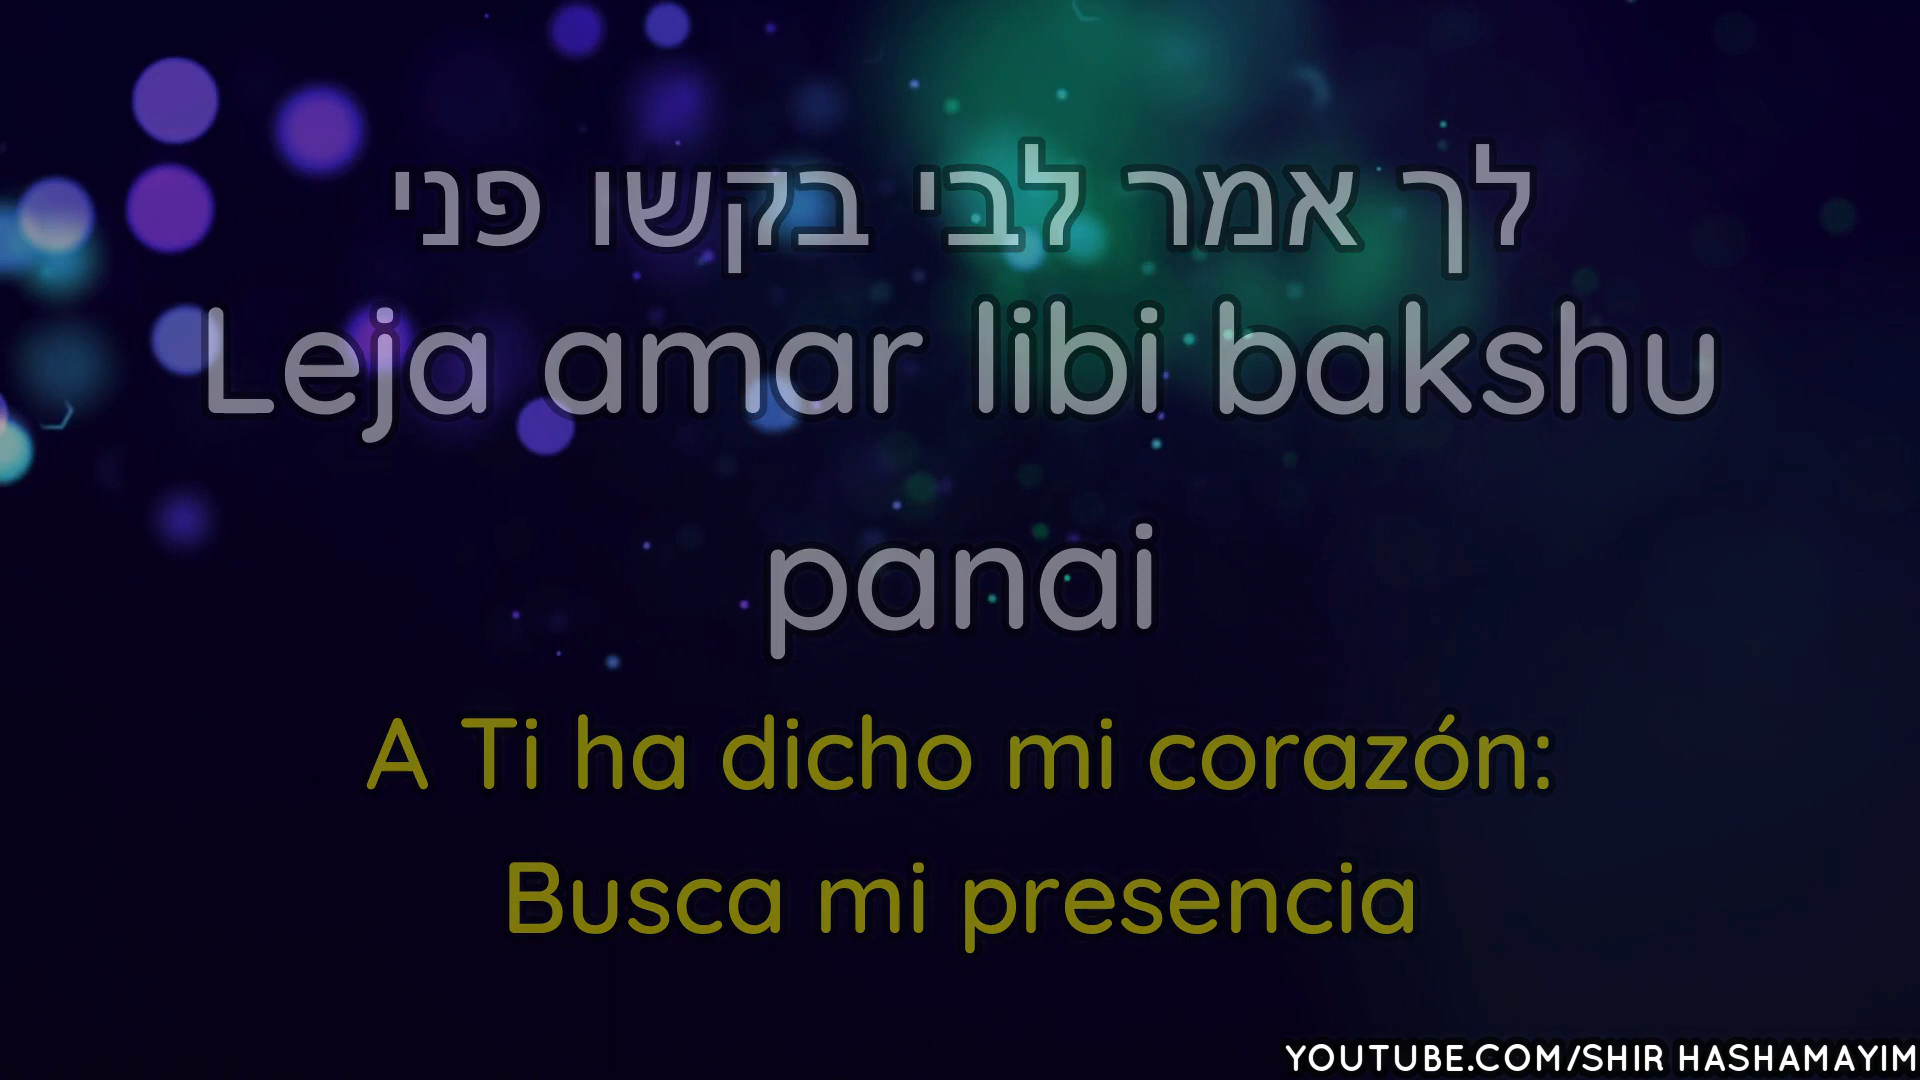 לך אמר לבי בקשו פני
Leja amar libi bakshu
panai
A Ti ha dicho mi corazón:
Busca mi presencia
YOUTUBE.COM/SHIR HASHAMAYIM